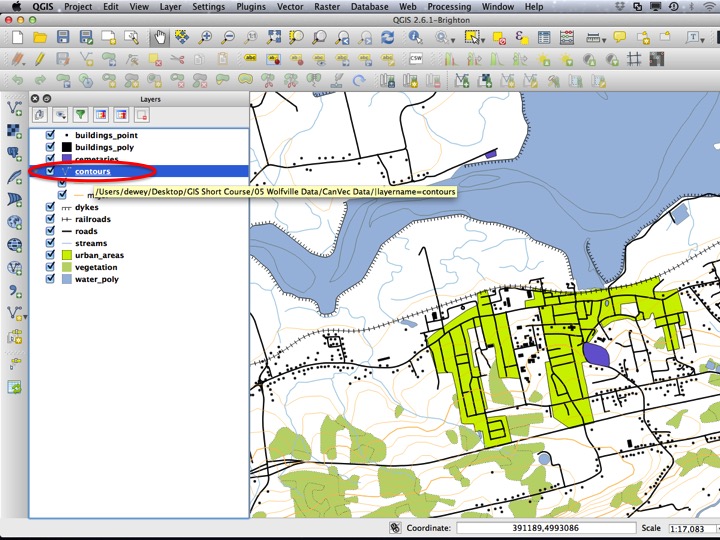 QGIS Project Edit View Layer Settings Plugins Vector Raster Database Web Processing Window Help
QGIS 2.6.1-Brighton
CSW
Layers
buildings_point
buildings_poly
cemetaries
contours
/Users/dewey/Desktop/GIS Short Course/05 Wolfville Data/CanVec Data/|layername=contours
dykes
railroads
roads
streams
urban_areas
vegetation
water_poly
Coordinate: 391189,4993086 Scale 1:17,083